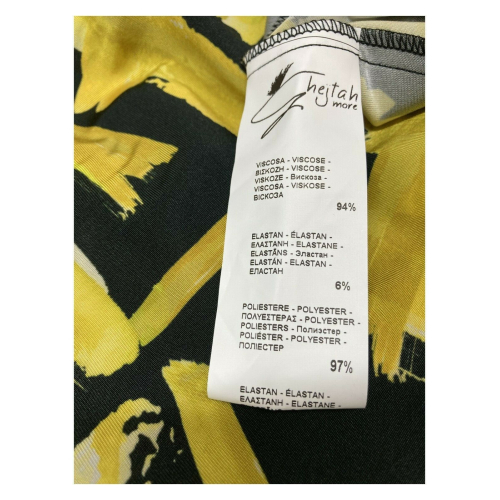 hejtah
more
VISCOSA - VISCOSE -
ΒΙΣΚΟΖΗ - VISCOSE -
VISKOZE - Вискоза -
VISCOSA - VISKOSE -
ВІСКОЗА
94%
ELASTAN - ÉLASTAN -
ΕΛΑΣΤΑΝΗ - ELASTANE -
ELASTĀNS - Эластан -
ELASTÁN - ELASTAN -
ЕЛАСТАН
6%
POLIESTERE - POLYESTER -
ΠΟΛΥΕΣΤΕΡΑΣ - POLYESTER -
POLIESTERS - Полиэстер -
POLIÉSTER - POLYESTER -
ПОЛІЕСТЕР
97%
ELASTAN - ÉLASTAN -
ΕΛΑΣΤΑΝΗ - ELASTANE -